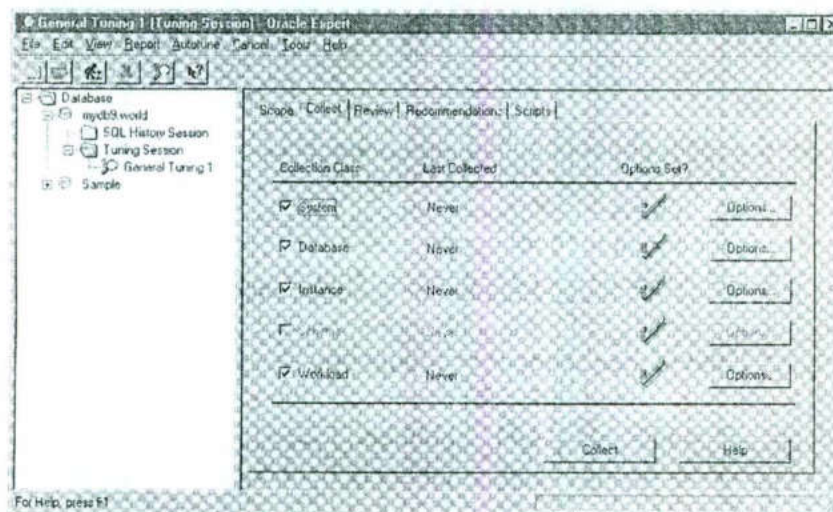 General Tuning 1 [Tuning Session] - Oracle Expert
File Edit View Report Autotune Cancel Tools Help
Database
mydb9.world
SQL History Session
Tuning Session
General Tuning 1
Sample
Scope Collect Review Recommendations Scripts
Collection Class Last Collected Options Set?
System Never Options...
Database Never Options...
Instance Never Options...
Workload Never Options...
Collect Help
For Help, press F1